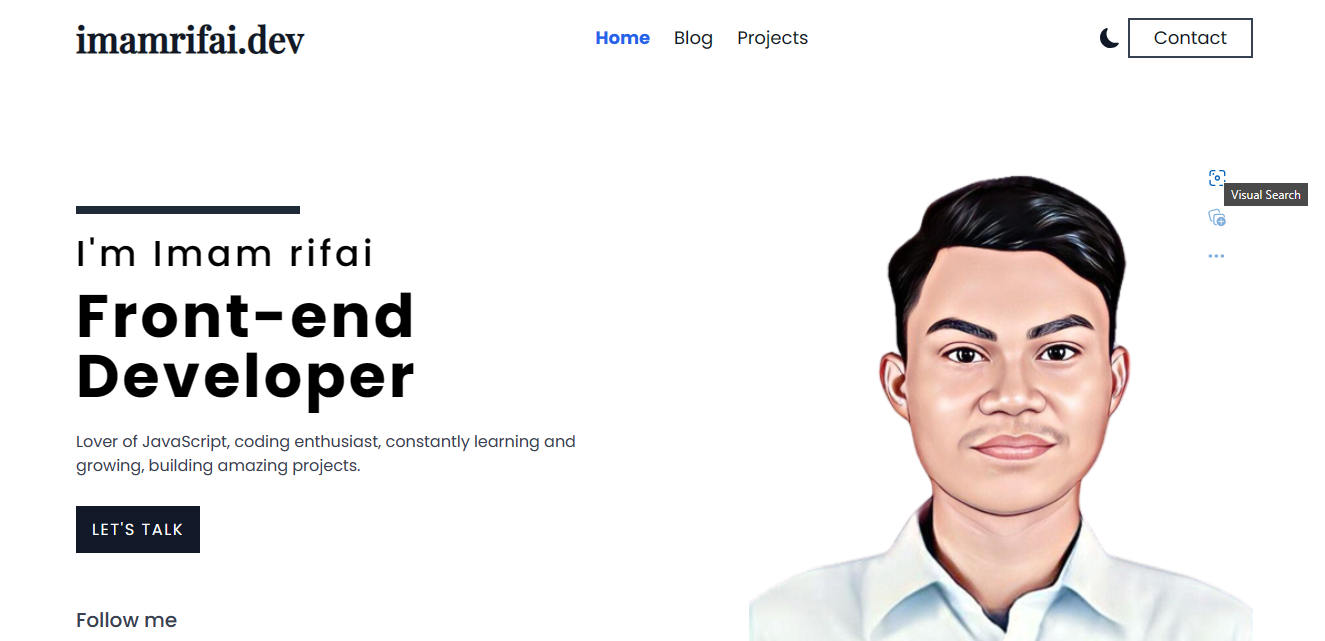 imamrifai.dev
Home Blog Projects
Contact
Visual Search
I'm Imam rifai
Front-end
Developer
Lover of JavaScript, coding enthusiast, constantly learning and
growing, building amazing projects.
LET'S TALK
Follow me